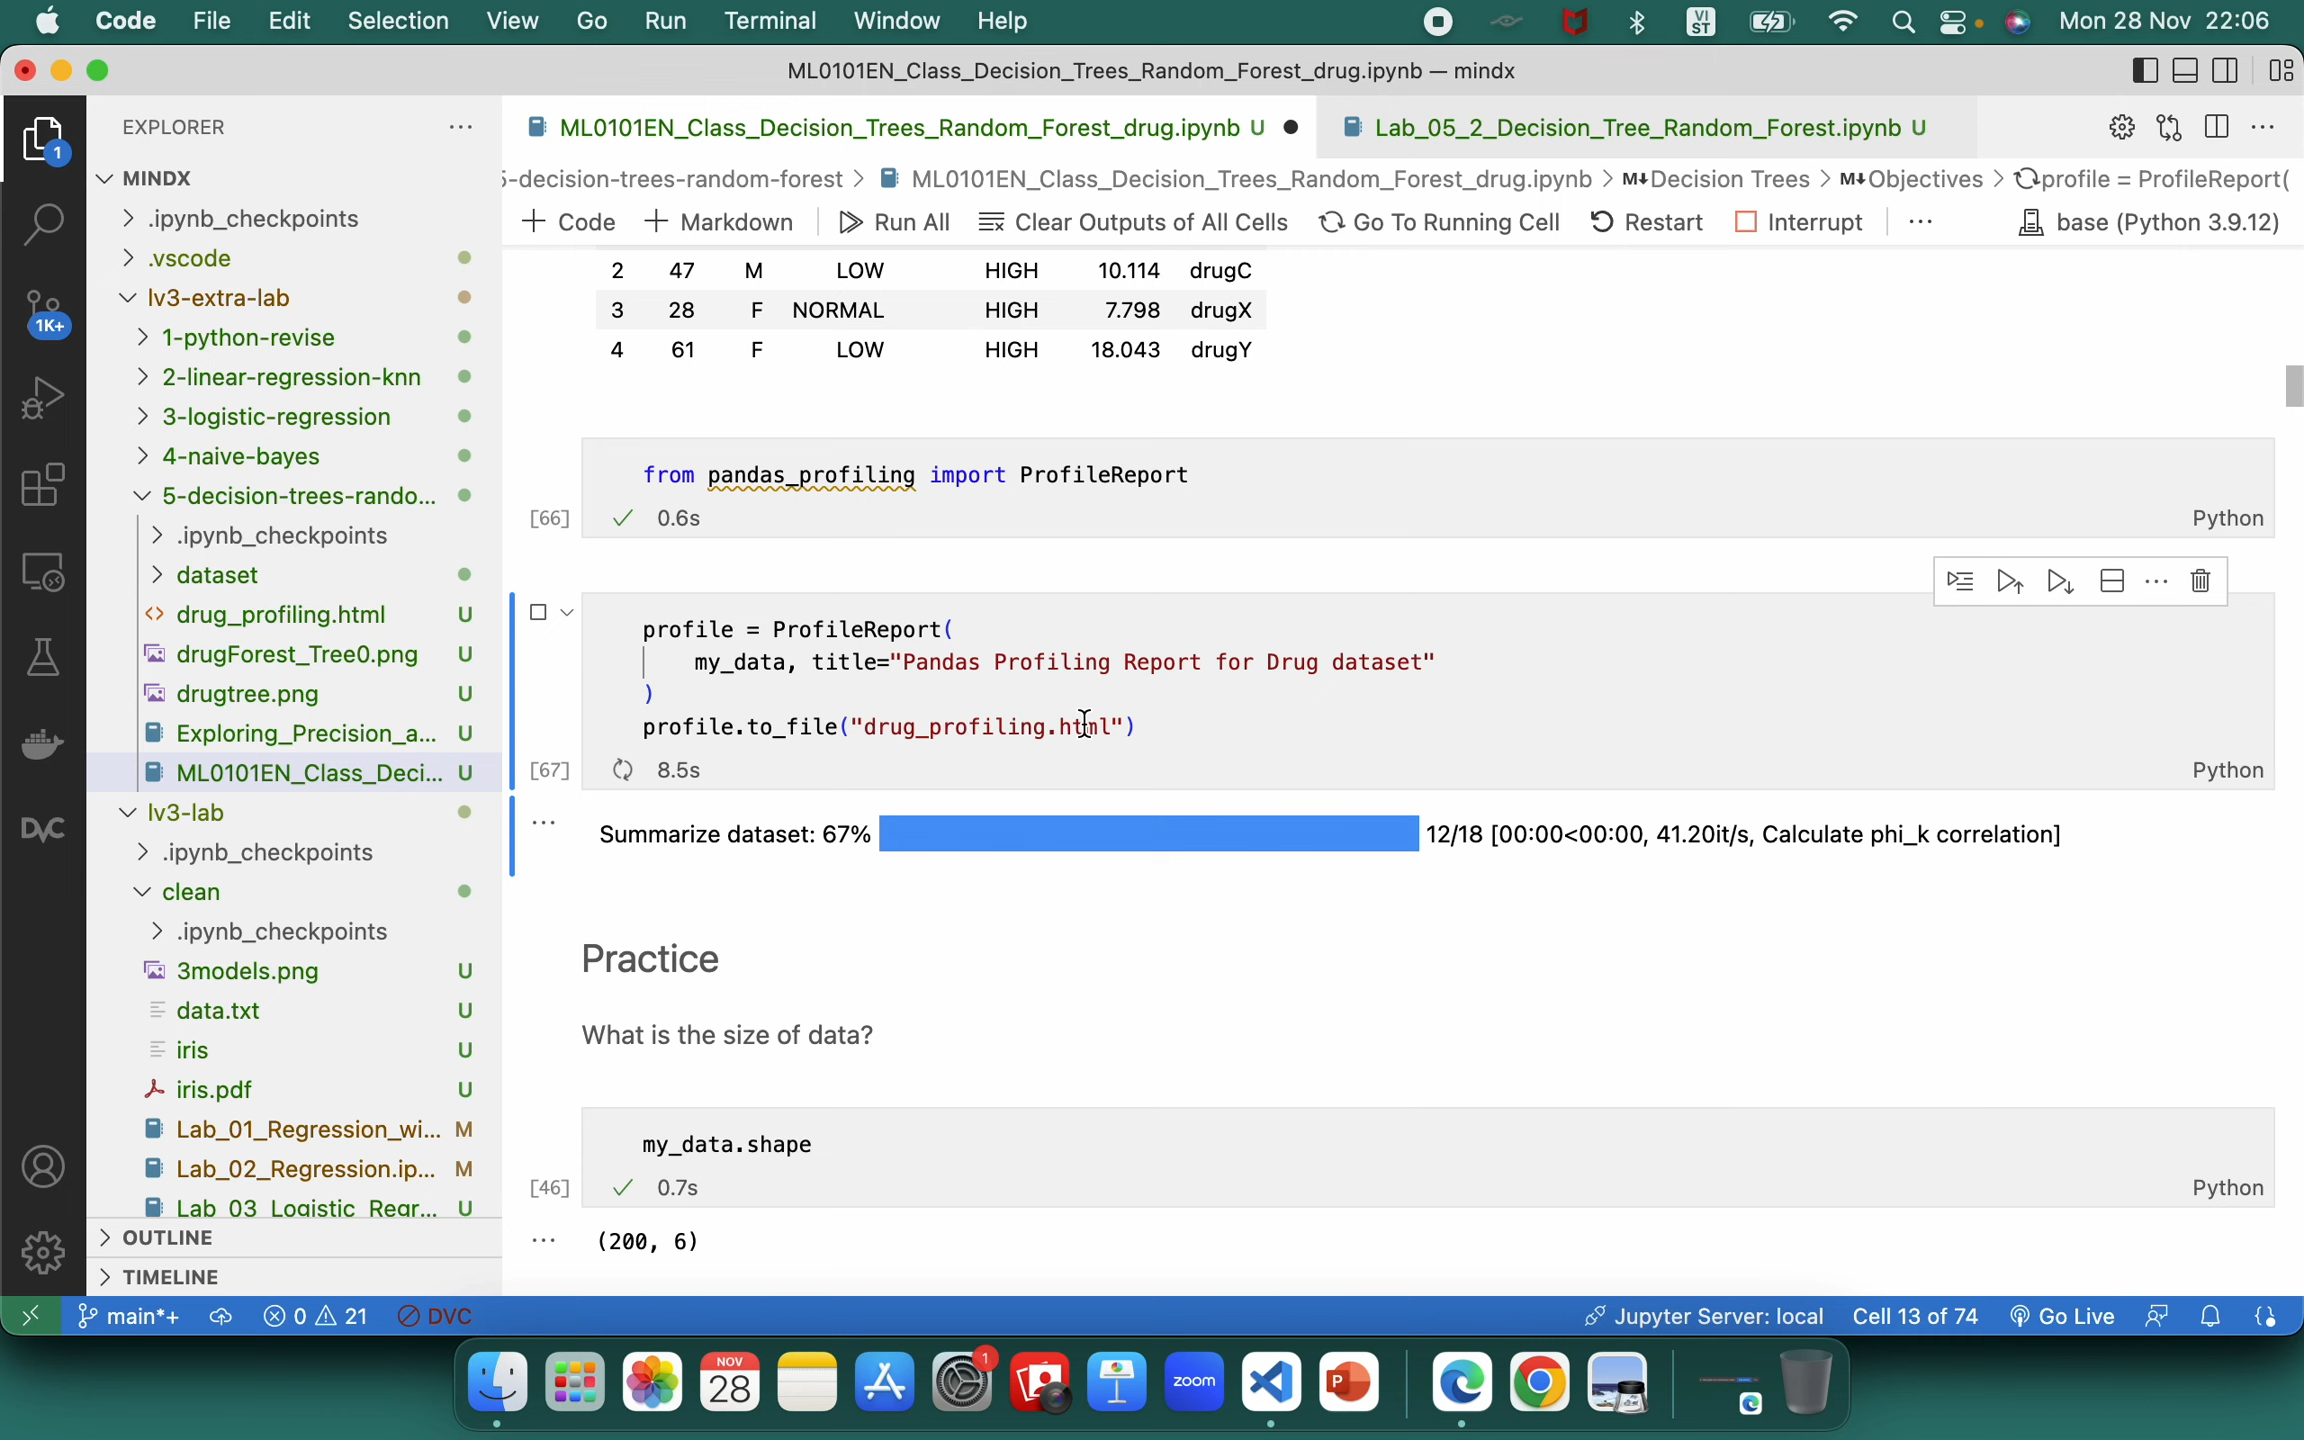 Code File Edit Selection View Go Run Terminal Window Help VI ST Mon 28 Nov 22:06
ML0101EN_Class_Decision_Trees_Random_Forest_drug.ipynb — mindx
EXPLORER
MINDX
.ipynb_checkpoints
.vscode
lv3-extra-lab
1-python-revise
2-linear-regression-knn
3-logistic-regression
4-naive-bayes
5-decision-trees-rando...
.ipynb_checkpoints
dataset
drug_profiling.html U
drugForest_Tree0.png U
drugtree.png U
Exploring_Precision_a... U
ML0101EN_Class_Deci... U
lv3-lab
.ipynb_checkpoints
clean
.ipynb_checkpoints
3models.png U
data.txt U
iris U
iris.pdf U
Lab_01_Regression_wi... M
Lab_02_Regression.ip... M
Lab_03_Logistic_Regr... U
OUTLINE
TIMELINE
1
1K+
DVC
ML0101EN_Class_Decision_Trees_Random_Forest_drug.ipynb U Lab_05_2_Decision_Tree_Random_Forest.ipynb U
5-decision-trees-random-forest > ML0101EN_Class_Decision_Trees_Random_Forest_drug.ipynb > M↓Decision Trees > M↓Objectives > profile = ProfileReport(
+ Code + Markdown Run All Clear Outputs of All Cells Go To Running Cell Restart Interrupt ... base (Python 3.9.12)
2 47 M LOW HIGH 10.114 drugC
3 28 F NORMAL HIGH 7.798 drugX
4 61 F LOW HIGH 18.043 drugY
from pandas_profiling import ProfileReport
[66] 0.6s Python
profile = ProfileReport(
my_data, title="Pandas Profiling Report for Drug dataset"
)
profile.to_file("drug_profiling.html")
[67] 8.5s Python
Summarize dataset: 67% 12/18 [00:00<00:00, 41.20it/s, Calculate phi_k correlation]
Practice
What is the size of data?
my_data.shape
[46] 0.7s Python
(200, 6)
main*+ 0 21 DVC Jupyter Server: local Cell 13 of 74 Go Live
NOV
28
1
zoom
P